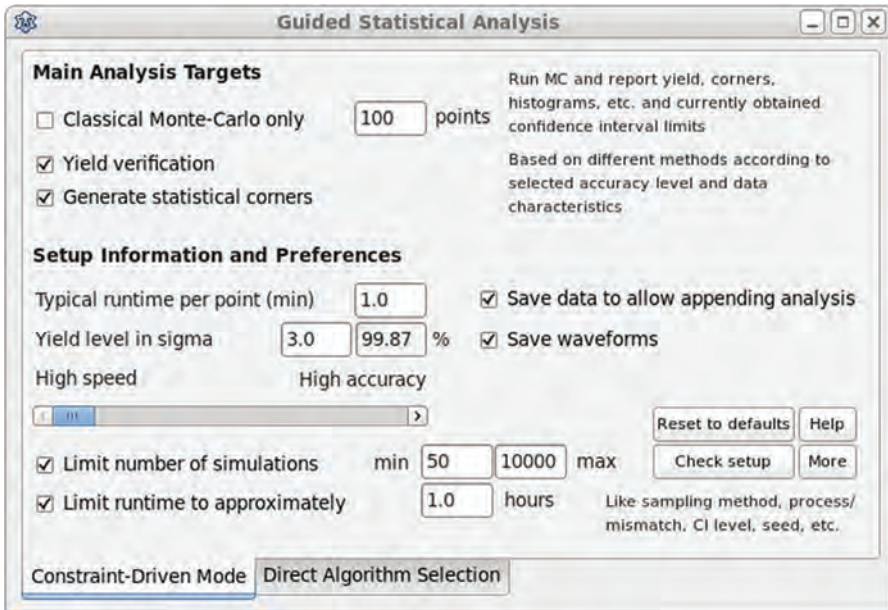 Guided Statistical Analysis
Main Analysis Targets
Classical Monte-Carlo only 100 points
Run MC and report yield, corners,
histograms, etc. and currently obtained
confidence interval limits
Yield verification
Generate statistical corners
Based on different methods according to
selected accuracy level and data
characteristics
Setup Information and Preferences
Typical runtime per point (min) 1.0
Save data to allow appending analysis
Yield level in sigma 3.0 99.87 %
Save waveforms
High speed High accuracy
Reset to defaults Help
Limit number of simulations min 50 10000 max
Check setup More
Limit runtime to approximately 1.0 hours
Like sampling method, process/
mismatch, CI level, seed, etc.
Constraint-Driven Mode Direct Algorithm Selection